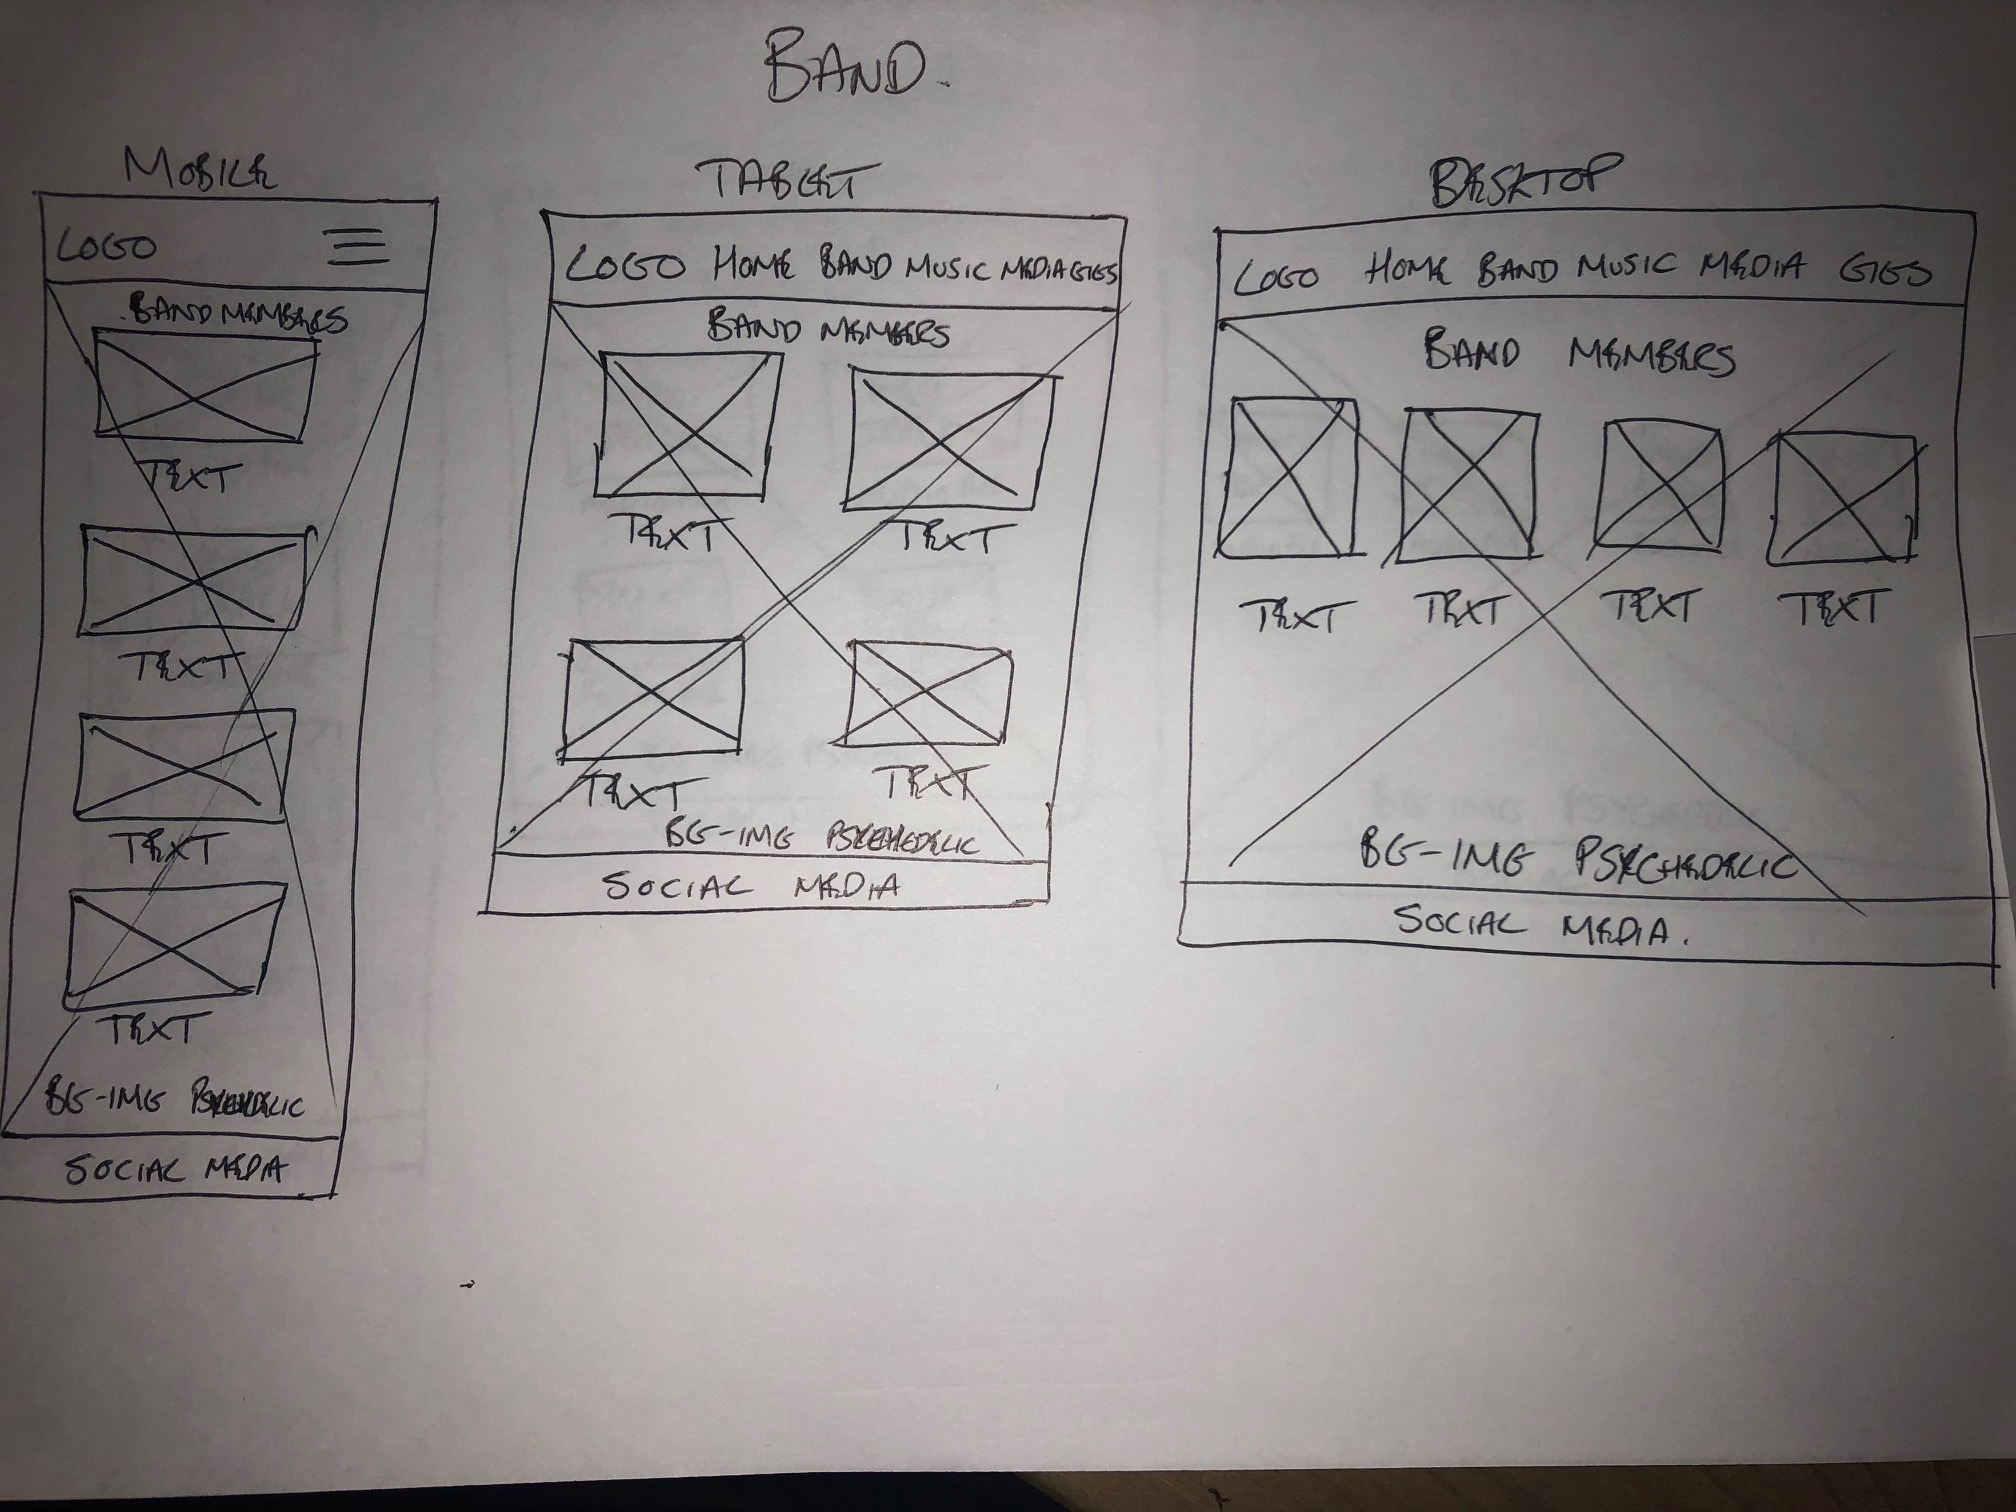 BAND.
MOBILE
LOGO
BAND MEMBERS
TEXT
TEXT
TEXT
TEXT
BG-IMG PSYCHEDELIC
SOCIAL MEDIA
TABLET
LOGO HOME BAND MUSIC MEDIA GIGS
BAND MEMBERS
TEXT TEXT
TEXT TEXT
BG-IMG PSYCHEDELIC
SOCIAL MEDIA
DESKTOP
LOGO HOME BAND MUSIC MEDIA GIGS
BAND MEMBERS
TEXT TEXT TEXT TEXT
BG-IMG PSYCHEDELIC
SOCIAL MEDIA.